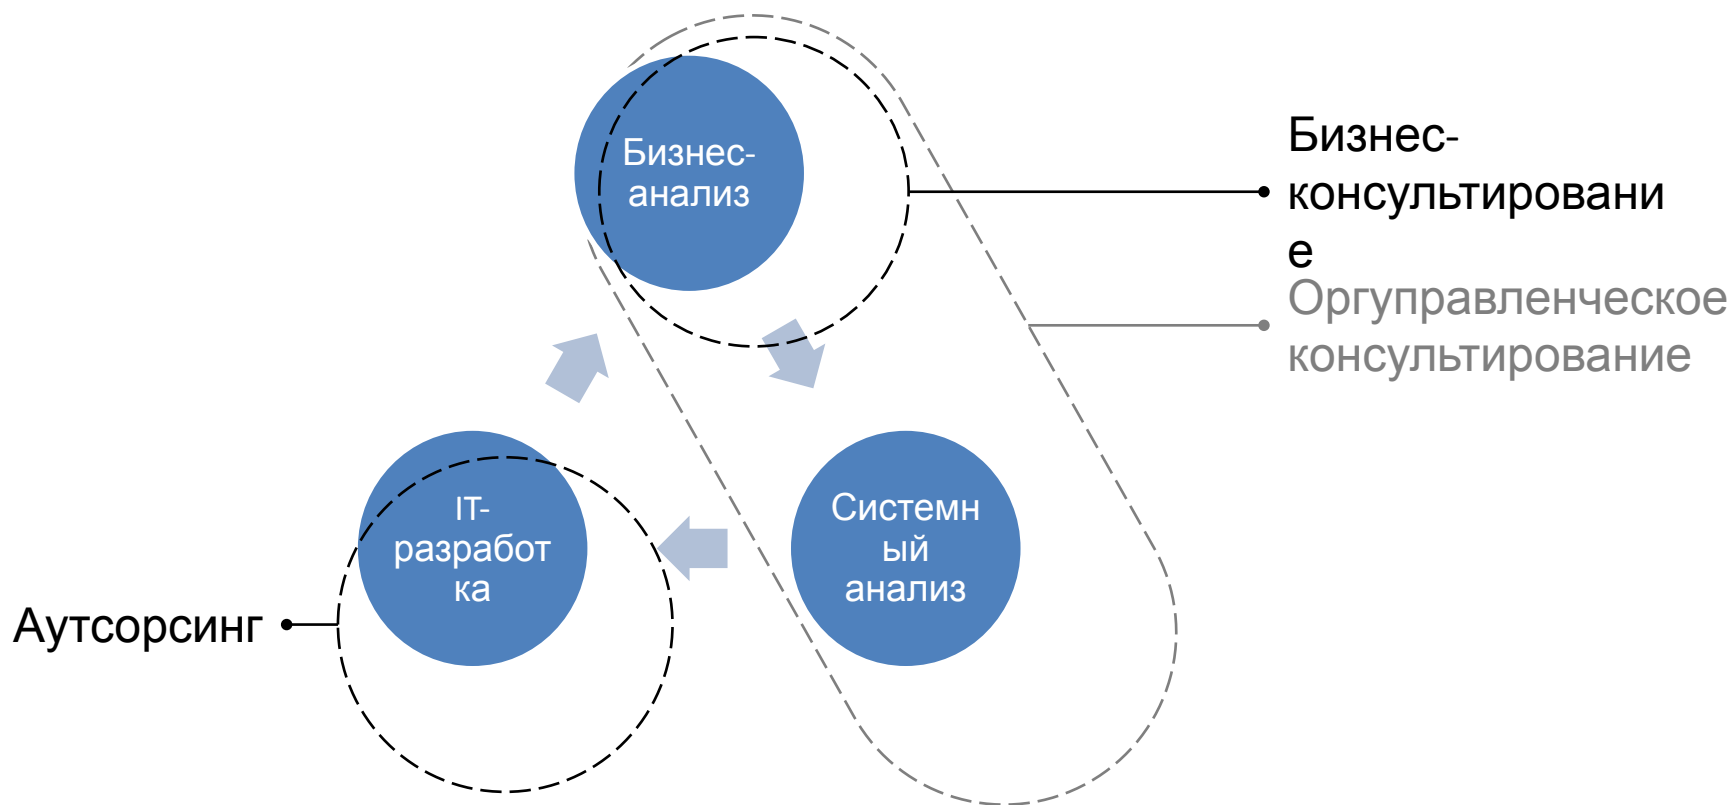 Бизнес-
анализ
Бизнес-
консультировани
е
Оргуправленческое
консультирование
IT-
разработ
ка
Системн
ый
анализ
Аутсорсинг